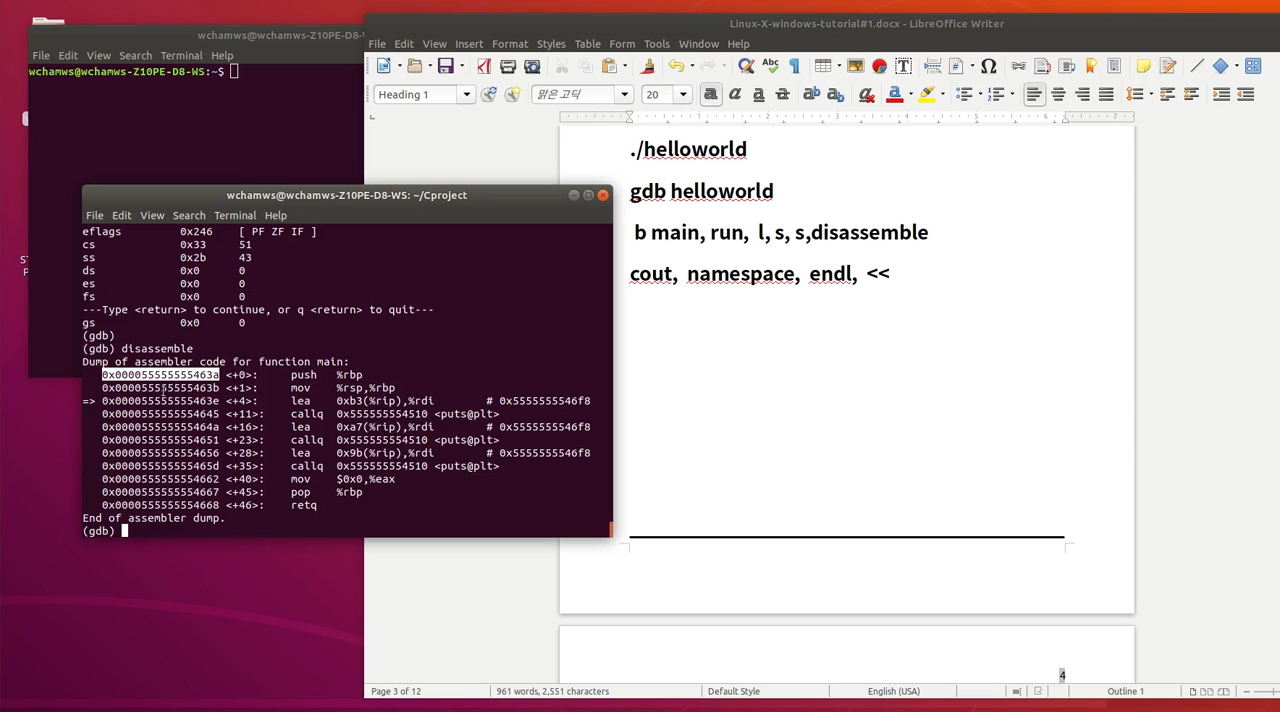 wchamws@wchamws-Z10PE-D8-
File Edit View Search Terminal Help
wchamws@wchamws-Z10PE-D8-WS:~$
Linux-X-windows-tutorial#1.docx - LibreOffice Writer
File Edit View Insert Format Styles Table Form Tools Window Help
Heading 1 맑은 고딕 20
1 2 3 4 5 6 7
./helloworld
gdb helloworld
b main, run, l, s, s,disassemble
cout, namespace, endl, <<
4
Page 3 of 12 961 words, 2,551 characters Default Style English (USA) Outline 1
wchamws@wchamws-Z10PE-D8-WS: ~/Cproject
File Edit View Search Terminal Help
eflags 0x246 [ PF ZF IF ]
cs 0x33 51
ss 0x2b 43
ds 0x0 0
es 0x0 0
fs 0x0 0
---Type <return> to continue, or q <return> to quit---
gs 0x0 0
(gdb)
(gdb) disassemble
Dump of assembler code for function main:
0x000055555555463a <+0>: push %rbp
0x000055555555463b <+1>: mov %rsp,%rbp
=> 0x000055555555463e <+4>: lea 0xb3(%rip),%rdi # 0x5555555546f8
0x0000555555554645 <+11>: callq 0x555555554510 <puts@plt>
0x000055555555464a <+16>: lea 0xa7(%rip),%rdi # 0x5555555546f8
0x0000555555554651 <+23>: callq 0x555555554510 <puts@plt>
0x0000555555554656 <+28>: lea 0x9b(%rip),%rdi # 0x5555555546f8
0x000055555555465d <+35>: callq 0x555555554510 <puts@plt>
0x0000555555554662 <+40>: mov $0x0,%eax
0x0000555555554667 <+45>: pop %rbp
0x0000555555554668 <+46>: retq
End of assembler dump.
(gdb)